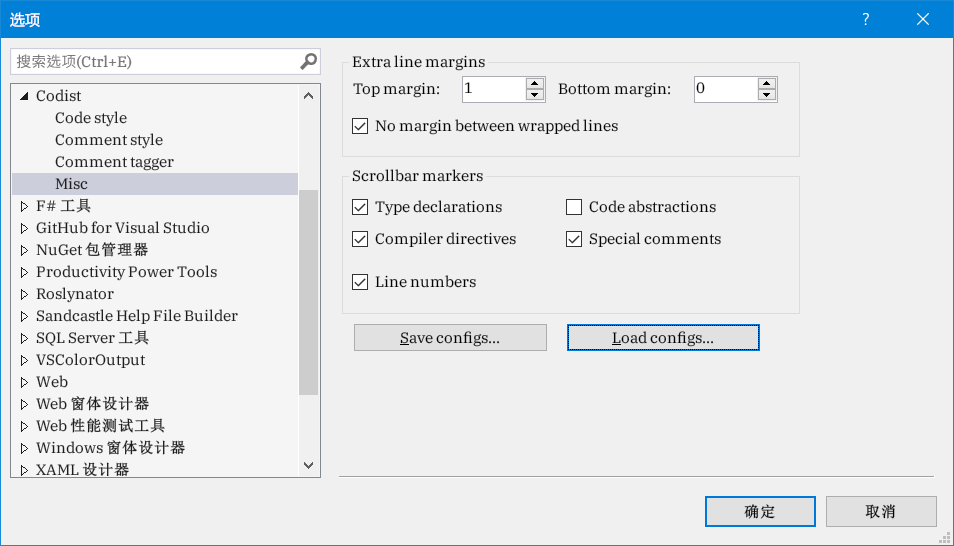 选项
?
搜索选项(Ctrl+E)
Codist
Code style
Comment style
Comment tagger
Misc
F# 工具
GitHub for Visual Studio
NuGet 包管理器
Productivity Power Tools
Roslynator
Sandcastle Help File Builder
SQL Server 工具
VSColorOutput
Web
Web 窗体设计器
Web 性能测试工具
Windows 窗体设计器
XAML 设计器
Extra line margins
Top margin: 1 Bottom margin: 0
No margin between wrapped lines
Scrollbar markers
Type declarations Code abstractions
Compiler directives Special comments
Line numbers
Save configs... Load configs...
确定 取消